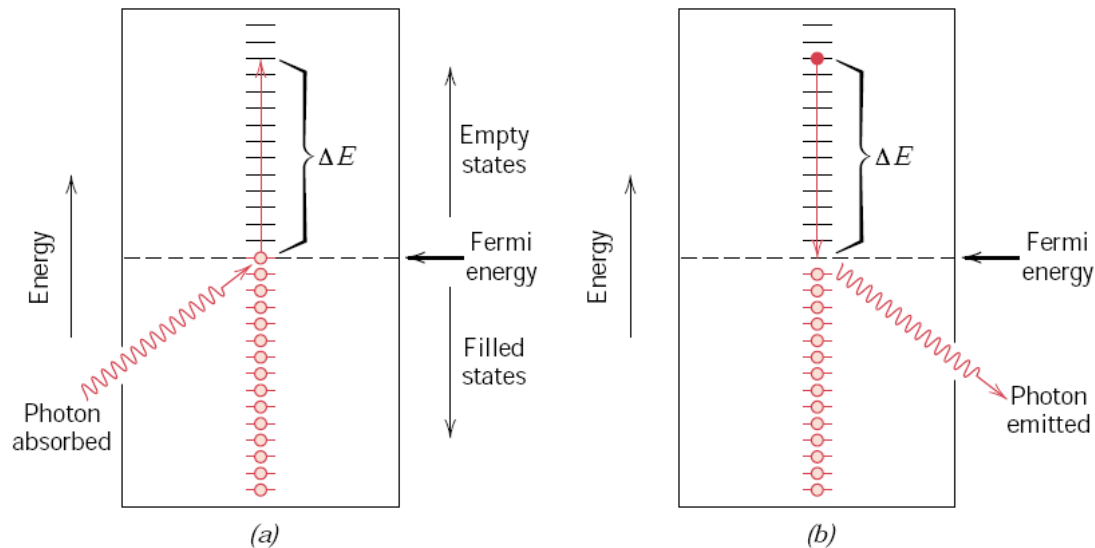 Energy
Photon
absorbed
ΔE
Empty
states
Fermi
energy
Filled
states
(a)
Energy
ΔE
Fermi
energy
Photon
emitted
(b)